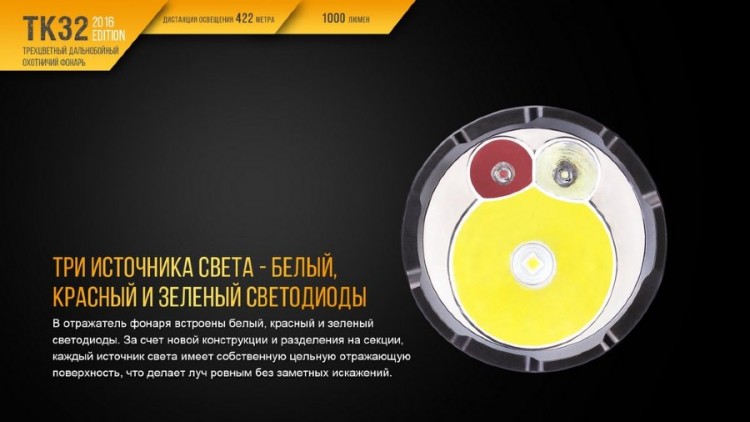 TK32 2016
EDITION
ТРЕХЦВЕТНЫЙ ДАЛЬНОБОЙНЫЙ
ОХОТНИЧИЙ ФОНАРЬ
ДИСТАНЦИЯ ОСВЕЩЕНИЯ 422 МЕТРА
1000 ЛЮМЕН
ТРИ ИСТОЧНИКА СВЕТА - БЕЛЫЙ,
КРАСНЫЙ И ЗЕЛЕНЫЙ СВЕТОДИОДЫ
В отражатель фонаря встроены белый, красный и зеленый
светодиоды. За счет новой конструкции и разделения на секции,
каждый источник света имеет собственную цельную отражающую
поверхность, что делает луч ровным без заметных искажений.